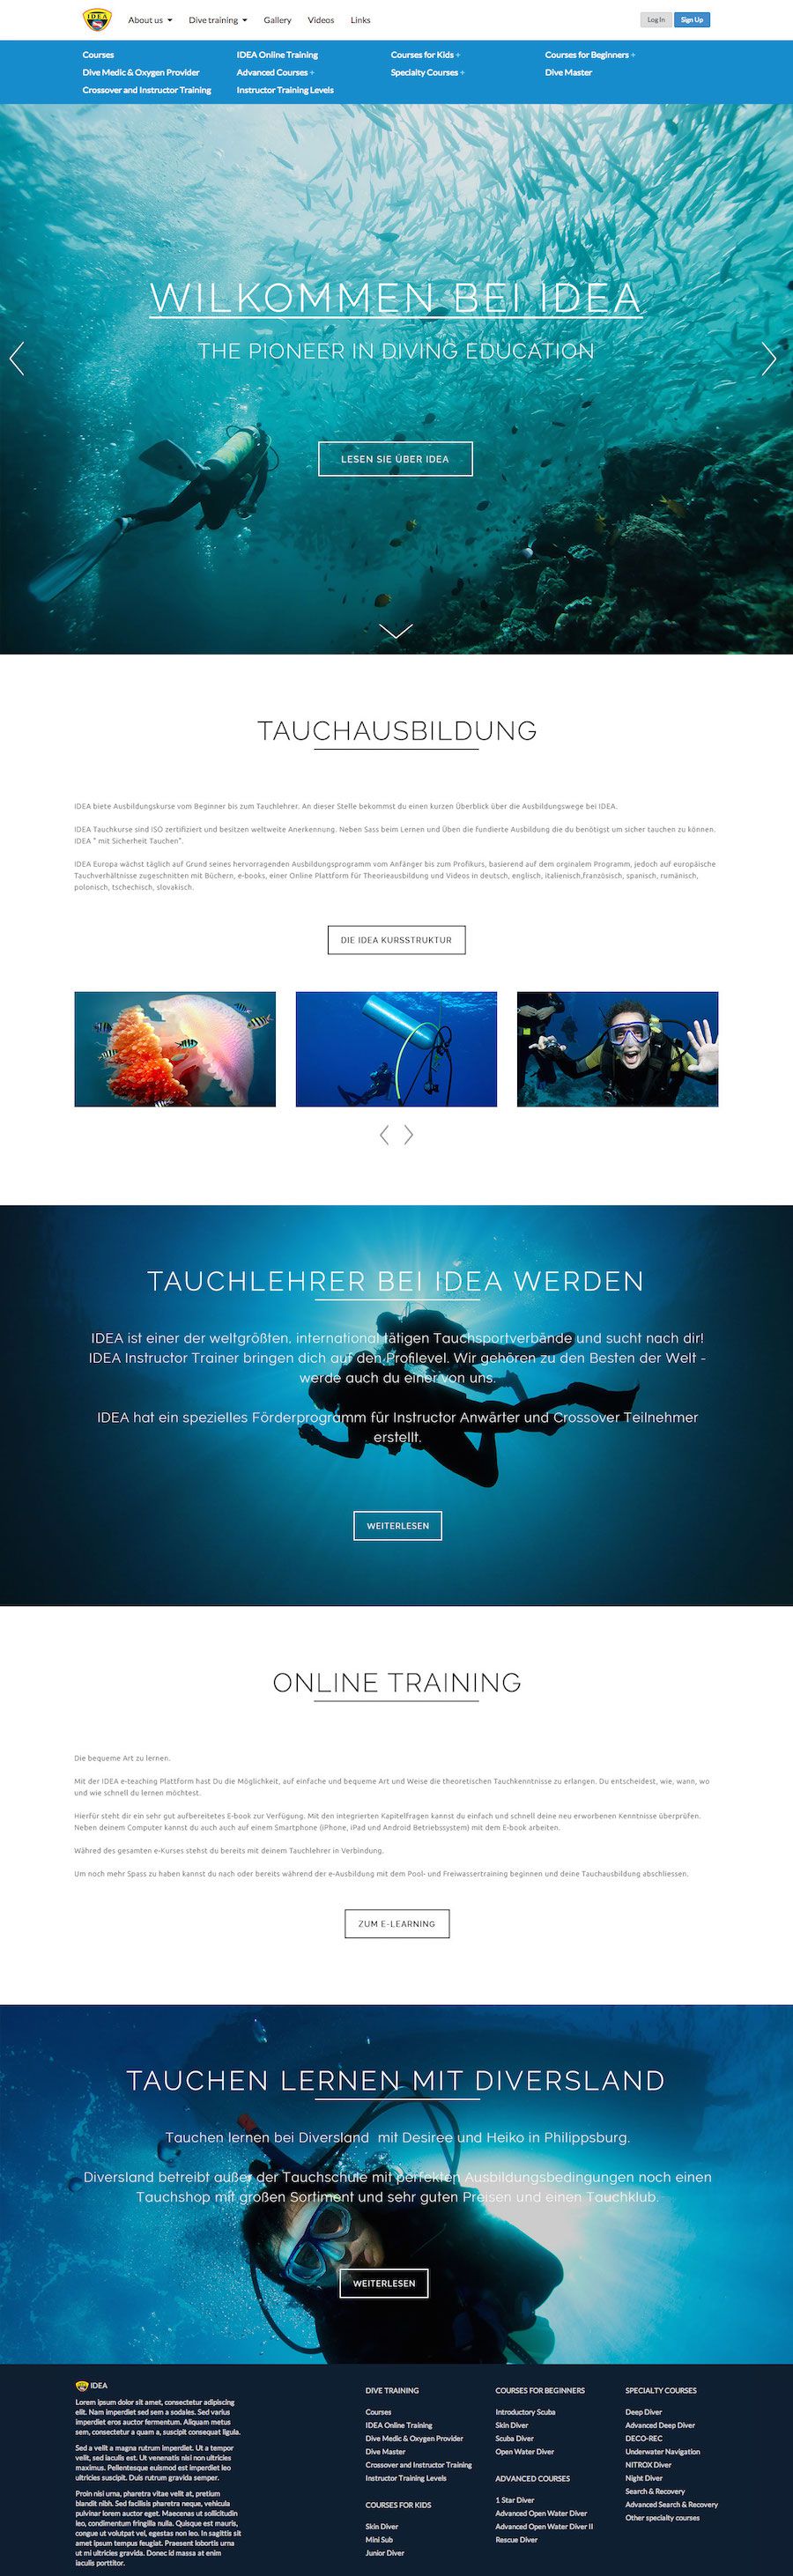 IDEA
About us
Dive training
Gallery
Videos
Links
Log In
Sign Up
Courses
IDEA Online Training
Courses for Kids +
Courses for Beginners +
Dive Medic & Oxygen Provider
Advanced Courses +
Specialty Courses +
Dive Master
Crossover and Instructor Training
Instructor Training Levels
WILKOMMEN BEI IDEA
THE PIONEER IN DIVING EDUCATION
LESEN SIE ÜBER IDEA
TAUCHAUSBILDUNG
IDEA biete Ausbildungskurse vom Beginner bis zum Tauchlehrer. An dieser Stelle bekommst du einen kurzen Überblick über die Ausbildungswege bei IDEA.
IDEA Tauchkurse sind ISO zertifiziert und besitzen weltweite Anerkennung. Neben Sass beim Lernen und Üben die fundierte Ausbildung die du benötigst um sicher tauchen zu können.
IDEA " mit Sicherheit Tauchen".
IDEA Europa wächst täglich auf Grund seines hervorragenden Ausbildungsprogramm vom Anfänger bis zum Profikurs, basierend auf dem orginalem Programm, jedoch auf europäische
Tauchverhältnisse zugeschnitten mit Büchern, e-books, einer Online Plattform für Theorieausbildung und Videos in deutsch, englisch, italienisch,französisch, spanisch, rumänisch,
polonisch, tschechisch, slovakisch.
DIE IDEA KURSSTRUKTUR
TAUCHLEHRER BEI IDEA WERDEN
IDEA ist einer der weltgrößten, international tätigen Tauchsportverbände und sucht nach dir!
IDEA Instructor Trainer bringen dich auf den Profilevel. Wir gehören zu den Besten der Welt -
werde auch du einer von uns.
IDEA hat ein spezielles Förderprogramm für Instructor Anwärter und Crossover Teilnehmer
erstellt.
WEITERLESEN
ONLINE TRAINING
Die bequeme Art zu lernen.
Mit der IDEA e-teaching Plattform hast Du die Möglichkeit, auf einfache und bequeme Art und Weise die theoretischen Tauchkenntnisse zu erlangen. Du entscheidest, wie, wann, wo
und wie schnell du lernen möchtest.
Hierfür steht dir ein sehr gut aufbereitetes E-book zur Verfügung. Mit den integrierten Kapitelfragen kannst du einfach und schnell deine neu erworbenen Kenntnisse überprüfen.
Neben deinem Computer kannst du auch auch auf einem Smartphone (iPhone, iPad und Android Betriebssystem) mit dem E-book arbeiten.
Währed des gesamten e-Kurses stehst du bereits mit deinem Tauchlehrer in Verbindung.
Um noch mehr Spass zu haben kannst du nach oder bereits während der e-Ausbildung mit dem Pool- und Freiwassertraining beginnen und deine Tauchausbildung abschliessen.
ZUM E-LEARNING
TAUCHEN LERNEN MIT DIVERSLAND
Tauchen lernen bei Diversland mit Desiree und Heiko in Philippsburg.
Diversland betreibt außer der Tauchschule mit perfekten Ausbildungsbedingungen noch einen
Tauchshop mit großen Sortiment und sehr guten Preisen und einen Tauchklub.
WEITERLESEN
IDEA
Lorem ipsum dolor sit amet, consectetur adipiscing
elit. Nam imperdiet sed sem a sodales. Sed varius
imperdiet eros auctor fermentum. Aliquam metus
sem, consectetur a quam a, suscipit consequat ligula.
Sed a velit a magna rutrum imperdiet. Ut a tempor
velit, sed iaculis est. Ut venenatis nisl non ultricies
maximus. Pellentesque euismod est imperdiet leo
ultricies suscipit. Duis rutrum gravida semper.
Proin nisi urna, pharetra vitae velit at, pretium
blandit nibh. Sed facilisis pharetra neque, vehicula
pulvinar lorem auctor eget. Maecenas ut sollicitudin
leo, condimentum fringilla nulla. Quisque est mauris,
congue ut volutpat vel, egestas non leo. In sagittis sit
amet ipsum tempus feugiat. Praesent lobortis urna
ut mi ultricies gravida. Donec id massa at enim
iaculis porttitor.
DIVE TRAINING
Courses
IDEA Online Training
Dive Medic & Oxygen Provider
Dive Master
Crossover and Instructor Training
Instructor Training Levels
COURSES FOR KIDS
Skin Diver
Mini Sub
Junior Diver
COURSES FOR BEGINNERS
Introductory Scuba
Skin Diver
Scuba Diver
Open Water Diver
ADVANCED COURSES
1 Star Diver
Advanced Open Water Diver
Advanced Open Water Diver II
Rescue Diver
SPECIALTY COURSES
Deep Diver
Advanced Deep Diver
DECO-REC
Underwater Navigation
NITROX Diver
Night Diver
Search & Recovery
Advanced Search & Recovery
Other specialty courses